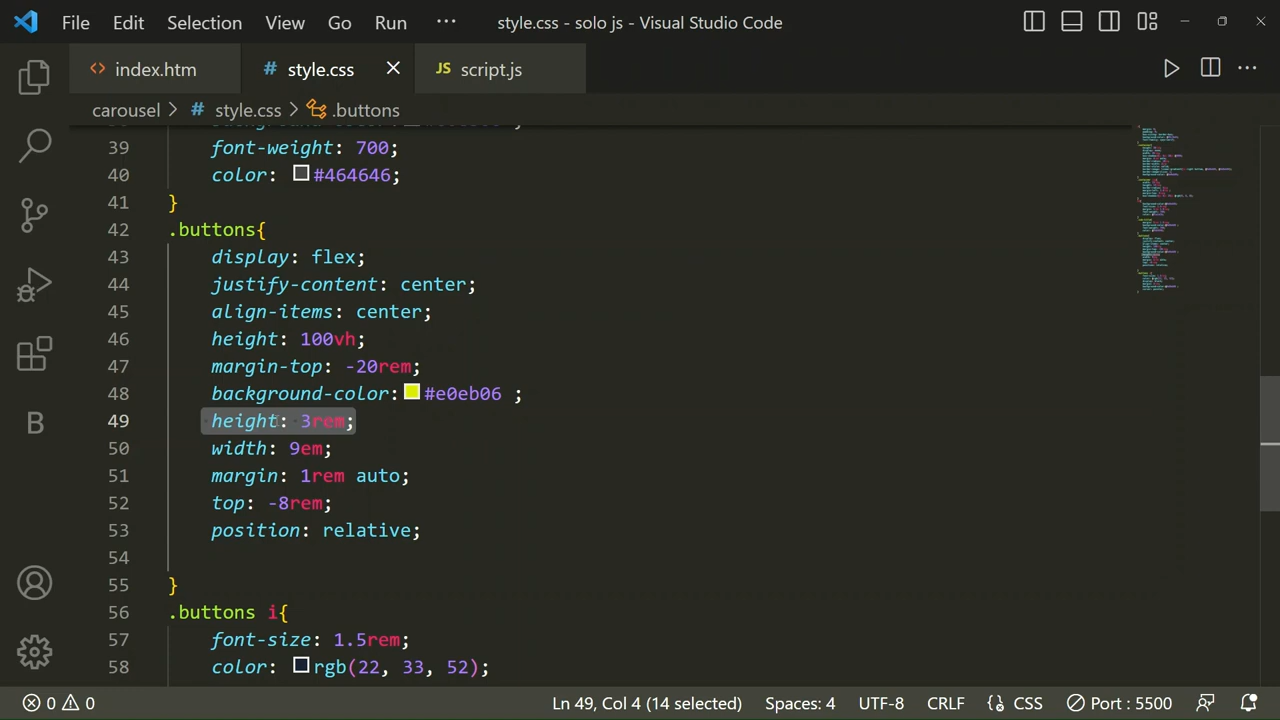 File Edit Selection View Go Run ··· style.css - solo js - Visual Studio Code
<> index.htm # style.css × JS script.js
carousel > # style.css > .buttons
39 font-weight: 700;
40 color: #464646;
41 }
42 .buttons{
43 display: flex;
44 justify-content: center;
45 align-items: center;
46 height: 100vh;
47 margin-top: -20rem;
48 background-color: #e0eb06 ;
49 height: 3rem;
50 width: 9em;
51 margin: 1rem auto;
52 top: -8rem;
53 position: relative;
54
55 }
56 .buttons i{
57 font-size: 1.5rem;
58 color: rgb(22, 33, 52);
B
0 0 Ln 49, Col 4 (14 selected) Spaces: 4 UTF-8 CRLF CSS Port : 5500